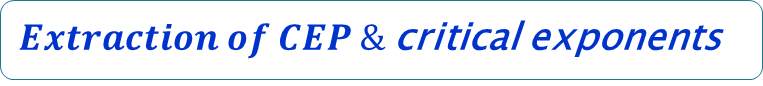 Extraction of CEP & critical exponents